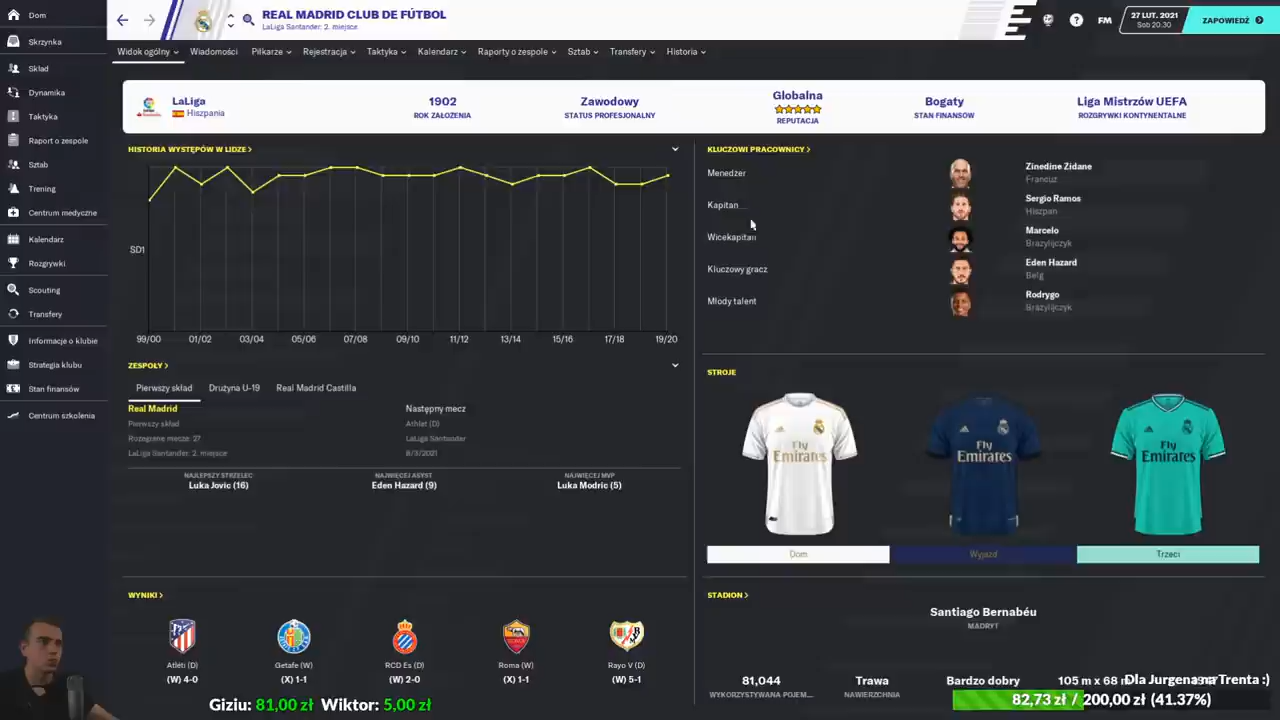 Dom
Skrzynka
Skład
Dynamika
Taktyka
Raport o zespole
Sztab
Trening
Centrum medyczne
Kalendarz
Rozgrywki
Scouting
Transfery
Informacje o klubie
Strategia klubu
Stan finansów
Centrum szkolenia
REAL MADRID CLUB DE FÚTBOL
LaLiga Santander: 2. miejsce
FM
27 LUT. 2021
Sob 20.30
ZAPOWIEDŹ
Widok ogólny Wiadomości Piłkarze Rejestracja Taktyka Kalendarz Raporty o zespole Sztab Transfery Historia
LaLiga
Hiszpania
1902
ROK ZAŁOŻENIA
Zawodowy
STATUS PROFESJONALNY
Globalna
REPUTACJA
Bogaty
STAN FINANSÓW
Liga Mistrzów UEFA
ROZGRYWKI KONTYNENTALNE
HISTORIA WYSTĘPÓW W LIDZE >
SD1
99/00 01/02 03/04 05/06 07/08 09/10 11/12 13/14 15/16 17/18 19/20
KLUCZOWI PRACOWNICY >
Menedżer
Zinedine Zidane
Francuz
Kapitan
Sergio Ramos
Hiszpan
Wicekapitan
Marcelo
Brazylijczyk
Kluczowy gracz
Eden Hazard
Belg
Młody talent
Rodrygo
Brazylijczyk
ZESPOŁY >
Pierwszy skład Drużyna U-19 Real Madrid Castilla
Real Madrid
Pierwszy skład
Rozegrane mecze: 27
LaLiga Santander: 2. miejsce
Następny mecz
Athlet (D)
LaLiga Santander
8/3/2021
NAJLEPSZY STRZELEC
Luka Jovic (16)
NAJWIĘCEJ ASYST
Eden Hazard (9)
NAJWIĘCEJ MVP
Luka Modric (5)
STROJE
Fly
Emirates
Fly
Emirates
Fly
Emirates
Dom
Wyjazd
Trzeci
WYNIKI >
Atléti (D)
(W) 4-0
Getafe (W)
(X) 1-1
RCD Es (D)
(W) 2-0
Roma (W)
(X) 1-1
Rayo V (D)
(W) 5-1
STADION >
Santiago Bernabéu
MADRYT
81,044
WYKORZYSTYWANA POJEM...
Trawa
NAWIERZCHNIA
Bardzo dobry
105 m x 68 m
Dla Jurgena na Trenta :)
82,73 zł / 200,00 zł (41.37%)
Giziu: 81,00 zł Wiktor: 5,00 zł